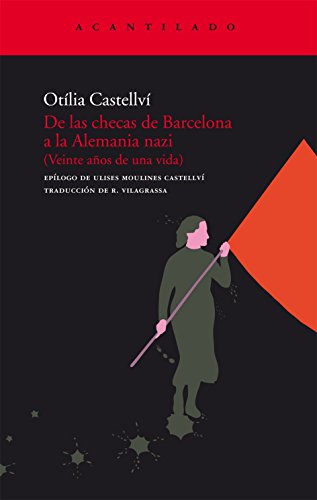 ACANTILADO
Otília Castellví
De las checas de Barcelona
a la Alemania nazi
(Veinte años de una vida)
EPÍLOGO DE ULISES MOULINES CASTELLVÍ
TRADUCCIÓN DE R. VILAGRASSA